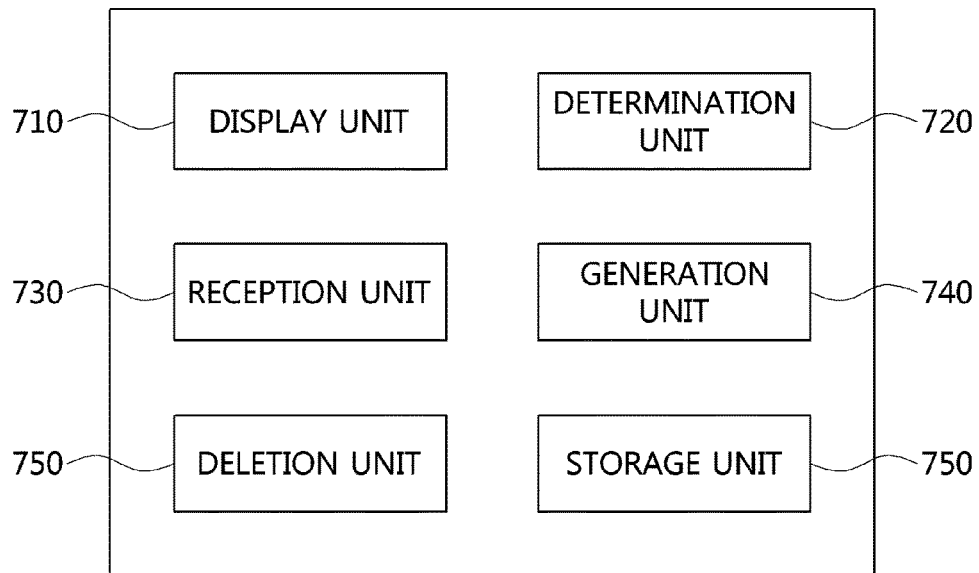 710 DISPLAY UNIT
DETERMINATION
UNIT 720
730 RECEPTION UNIT
GENERATION
UNIT 740
750 DELETION UNIT
STORAGE UNIT 750